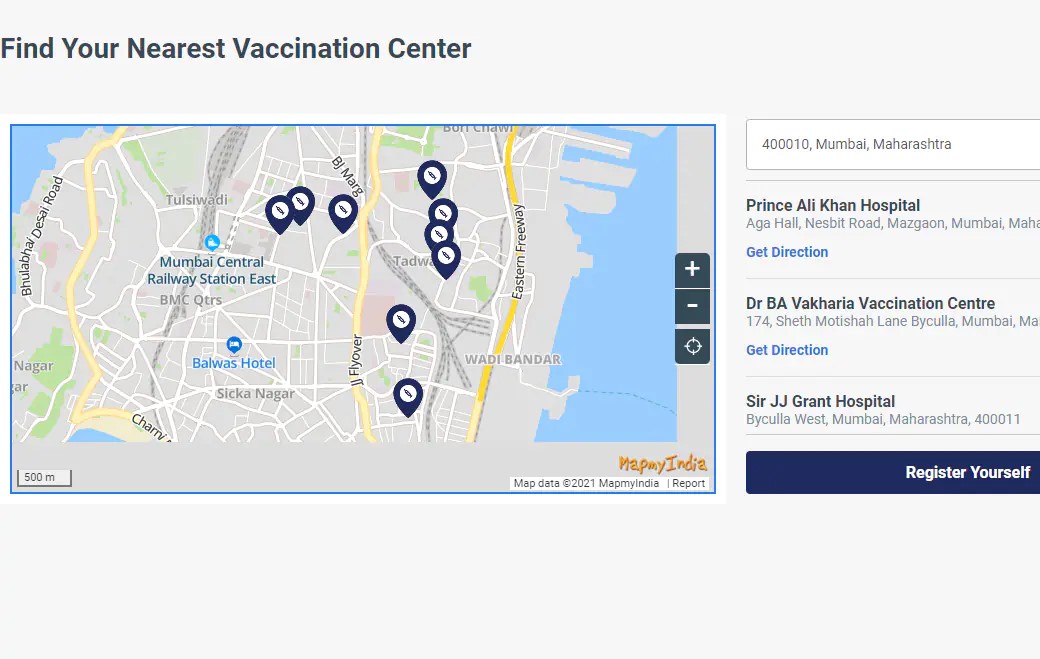 Find Your Nearest Vaccination Center
Bori Chawl
BJ Marg
Tulsiwadi
Bhulabhai Desai Road
Mumbai Central
Railway Station East
BMC Qtrs
Tadwa
Eastern Freeway
Balwas Hotel
JJ Flyover
WADI BANDAR
Nagar
gar
Sicka Nagar
Charni
+
-
500 m
MapmyIndia
Map data ©2021 MapmyIndia | Report
400010, Mumbai, Maharashtra
Prince Ali Khan Hospital
Aga Hall, Nesbit Road, Mazgaon, Mumbai, Maha
Get Direction
Dr BA Vakharia Vaccination Centre
174, Sheth Motishah Lane Byculla, Mumbai, Ma
Get Direction
Sir JJ Grant Hospital
Byculla West, Mumbai, Maharashtra, 400011
Register Yourself